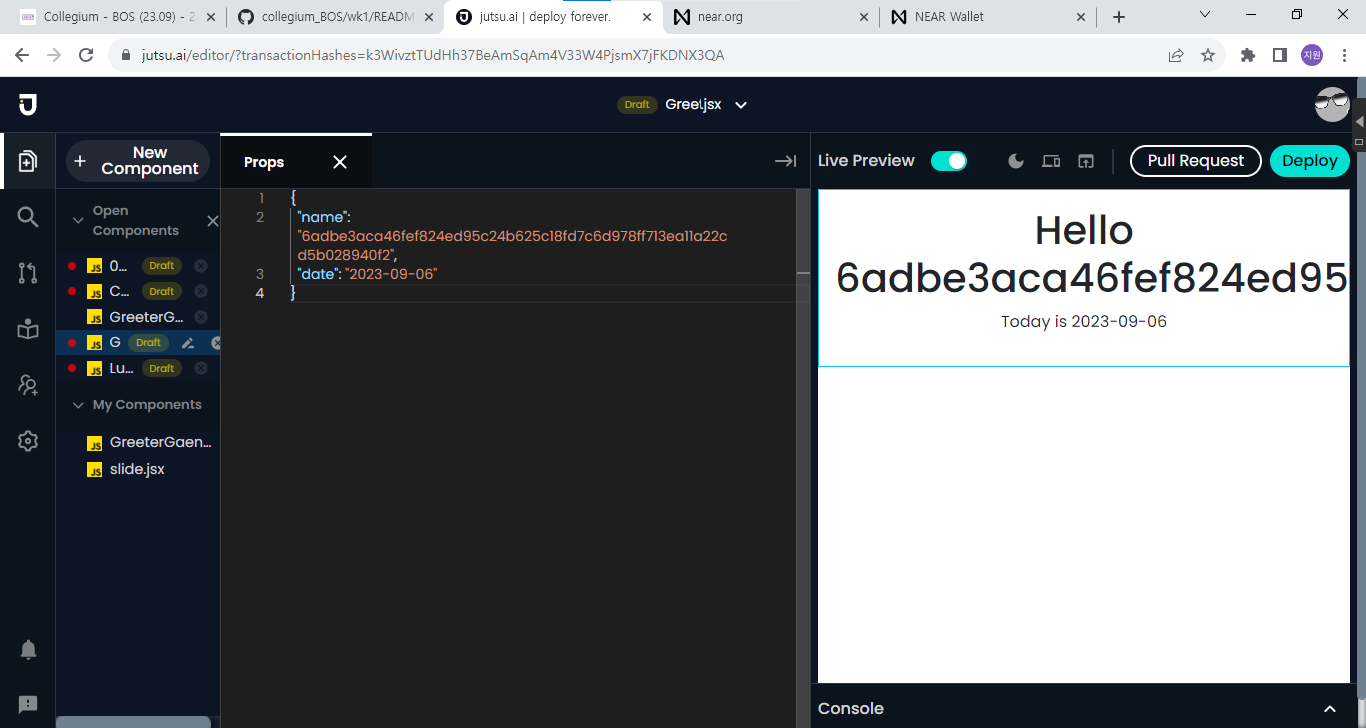 Collegium - BOS (23.09) - 2
collegium_BOS/wk1/READM
jutsu.ai | deploy forever.
near.org
NEAR Wallet
jutsu.ai/editor/?transactionHashes=k3WivztTUdHh37BeAmSqAm4V33W4PjsmX7jFKDNX3QA
지원
Draft
New Component
Props
Live Preview
Pull Request
Deploy
Open Components
JS 0... Draft
JS C... Draft
JS GreeterG...
JS G Draft
JS Lu... Draft
My Components
JS GreeterGaen...
JS slide.jsx
1 {
2 "name":
"6adbe3aca46fef824ed95c24b625c18fd7c6d978ff713ea11a22c
d5b028940f2",
3 "date": "2023-09-06"
4 }
Hello
6adbe3aca46fef824ed95
Today is 2023-09-06
Console